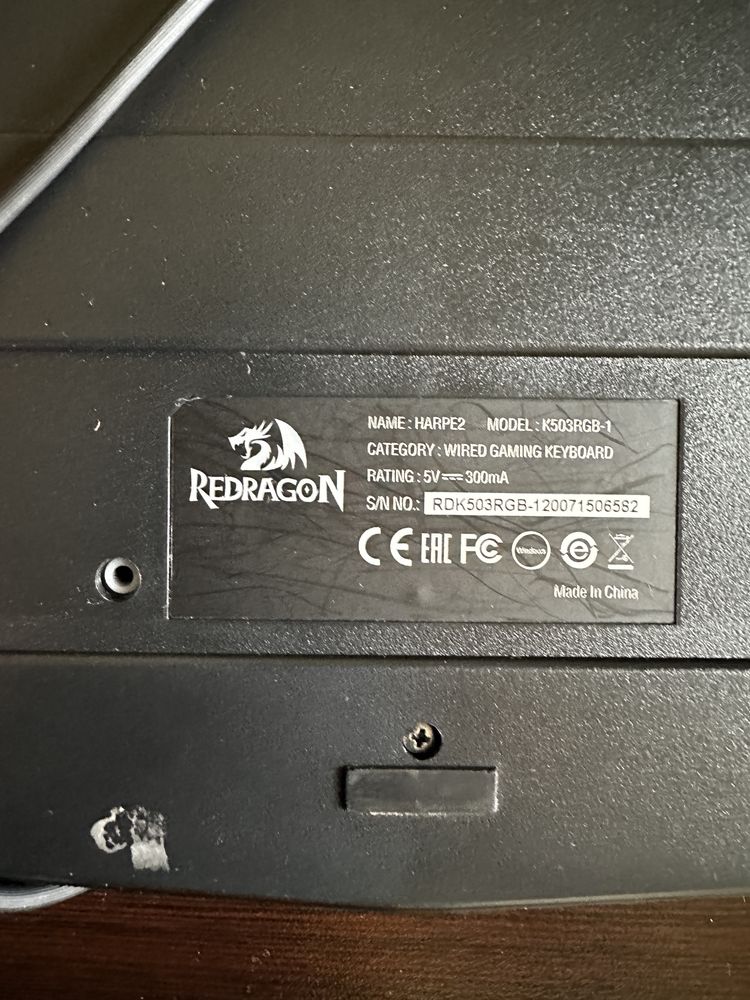 REDRAGON
NAME : HARPE2 MODEL : K503RGB-1
CATEGORY : WIRED GAMING KEYBOARD
RATING : 5V⎓300mA
S/N NO.: RDK503RGB-120071506582
CE EAC FC Windows e
Made In China